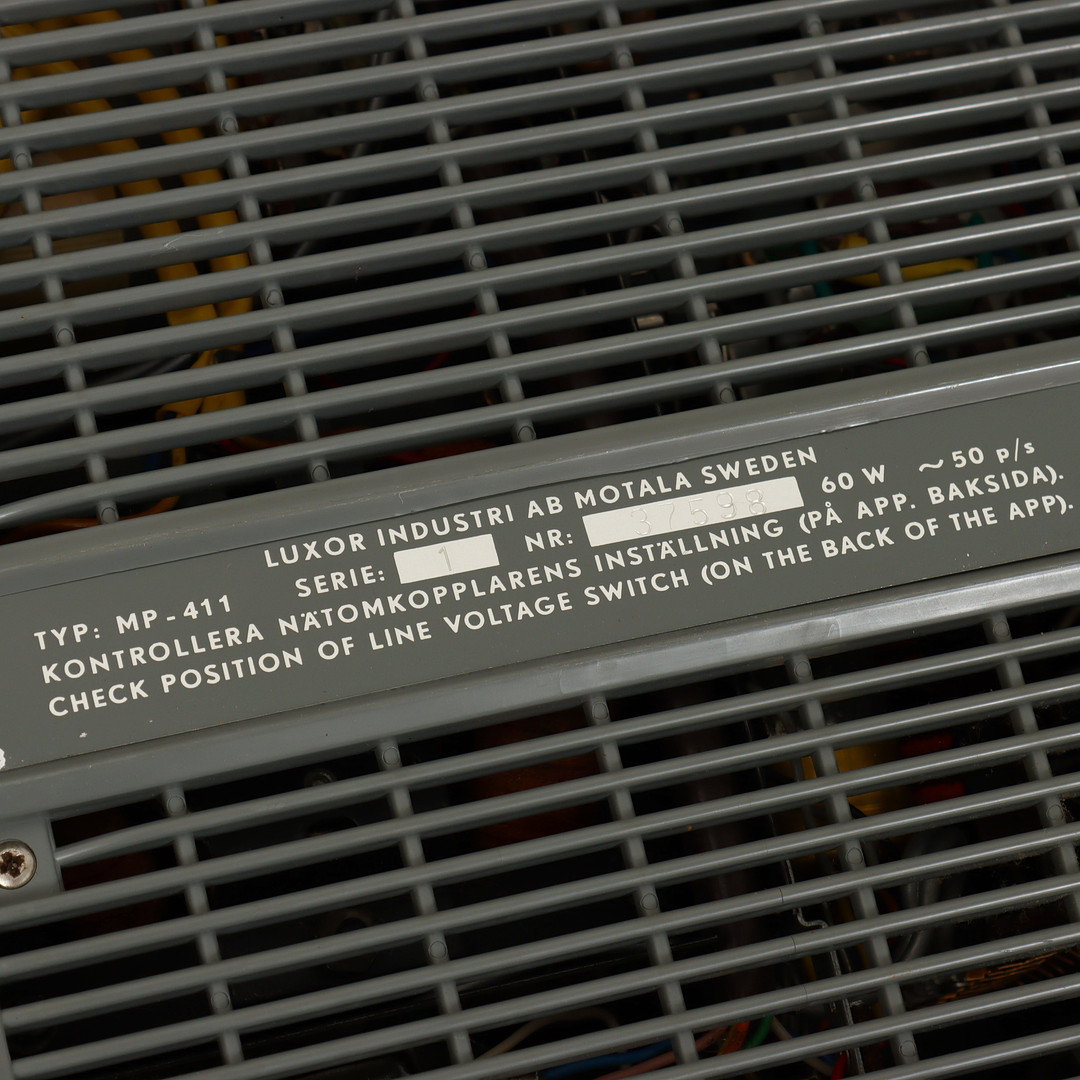 LUXOR INDUSTRI AB MOTALA SWEDEN
TYP: MP-411 SERIE: 1 NR: 37598 60 W ~ 50 p/s
KONTROLLERA NÄTOMKOPPLARENS INSTÄLLNING (PÅ APP. BAKSIDA).
CHECK POSITION OF LINE VOLTAGE SWITCH (ON THE BACK OF THE APP).